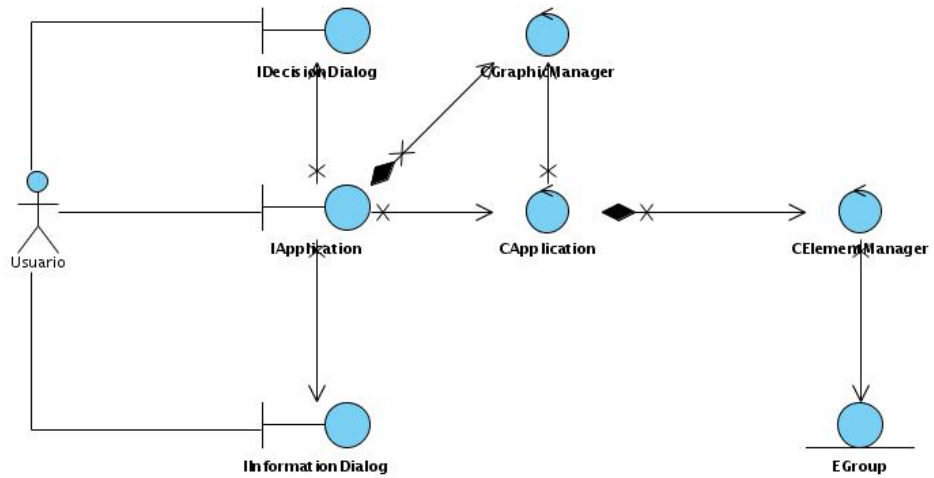 IDecisionDialog
CGraphicManager
Usuario
IApplication
CApplication
CElementManager
IInformationDialog
EGroup